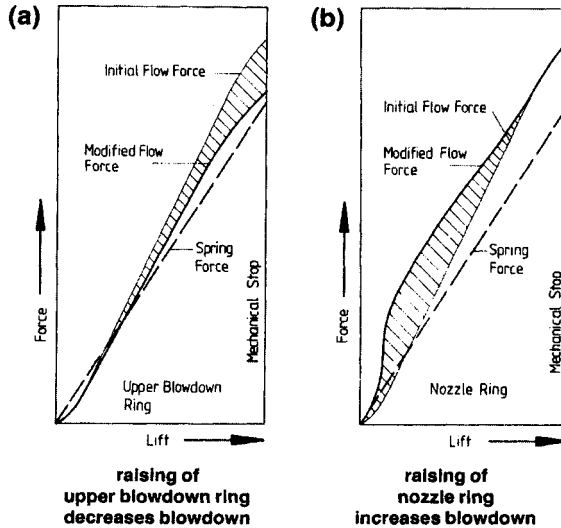 (a)
Initial Flow Force
Modified Flow
Force
Spring
Force
Mechanical Stop
Force
Upper Blowdown
Ring
Lift
raising of
upper blowdown ring
decreases blowdown
(b)
Initial Flow
Force
Modified Flow
Force
Spring
Force
Mechanical Stop
Force
Nozzle Ring
Lift
raising of
nozzle ring
increases blowdown